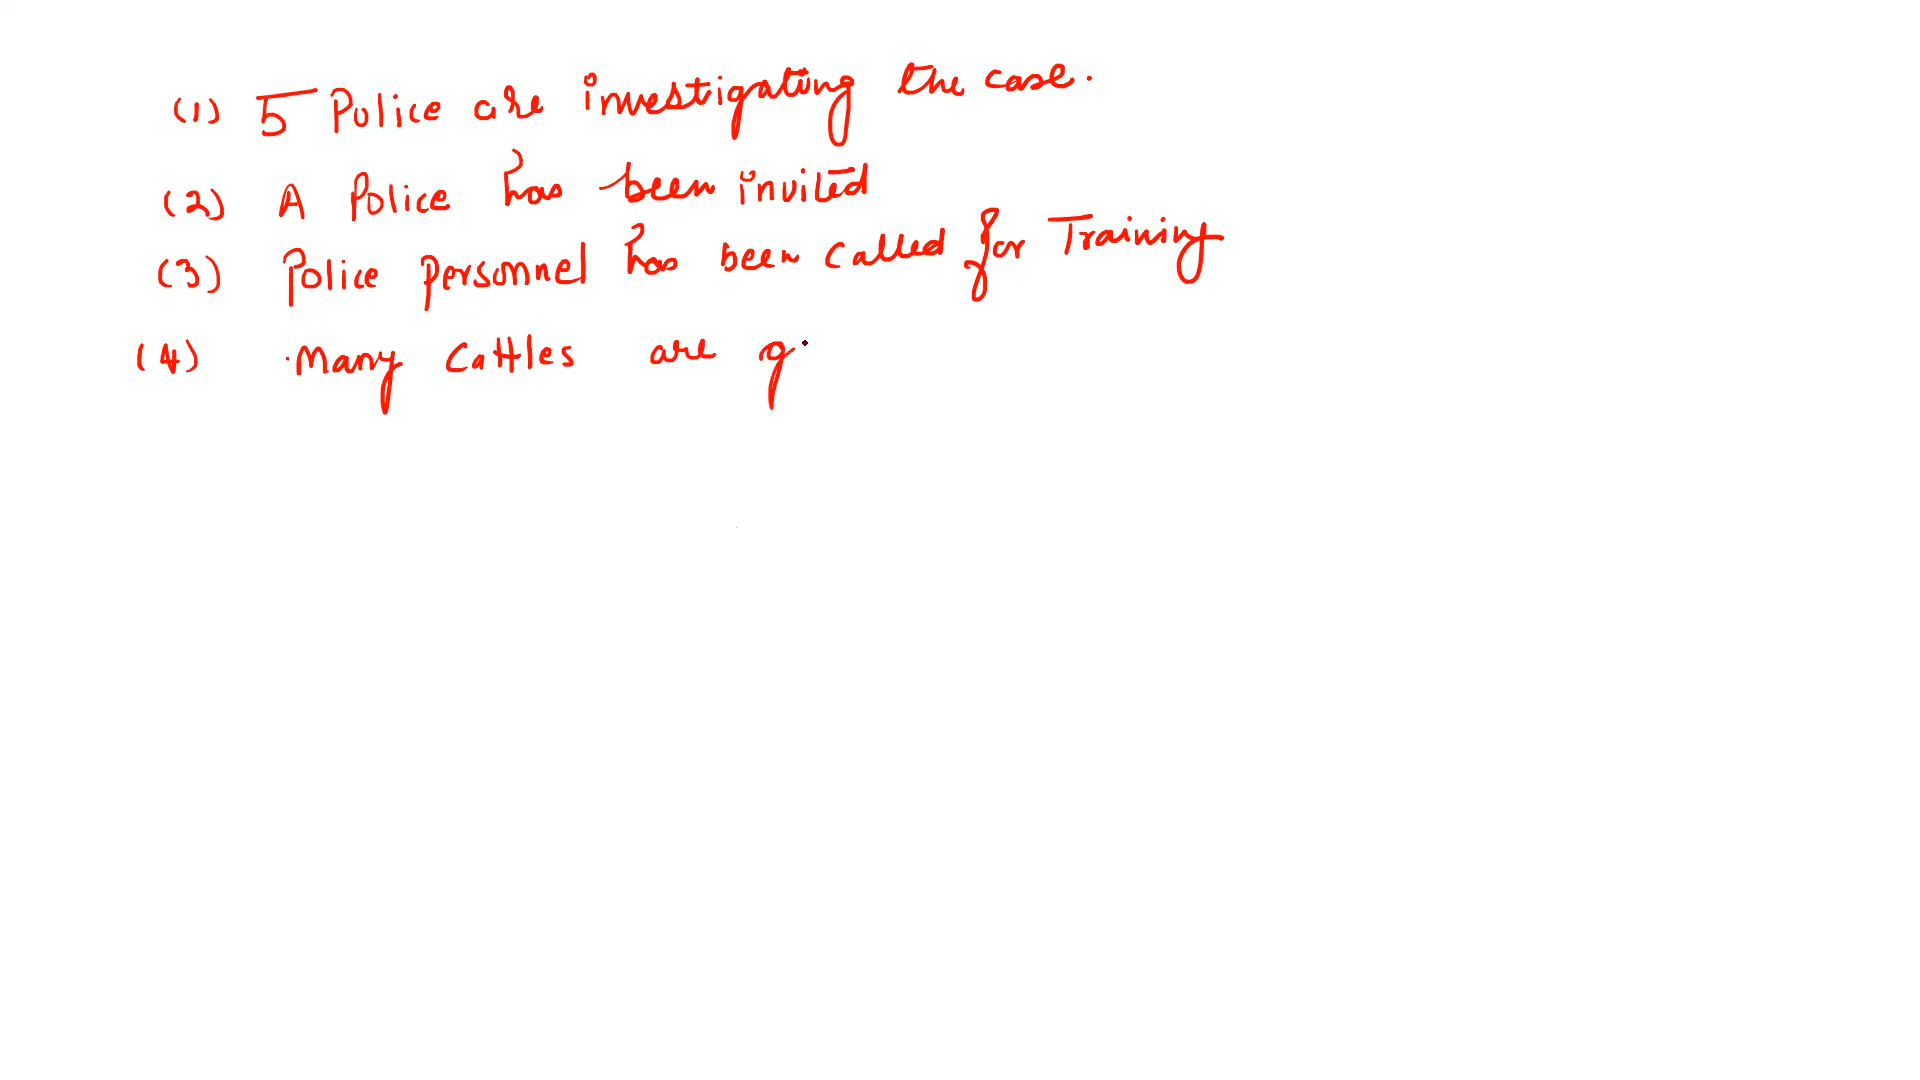 (1) 5 Police are investigating the case.
(2) A Police has been invited
(3) Police personnel has been called for Training
(4) Many Cattles are g